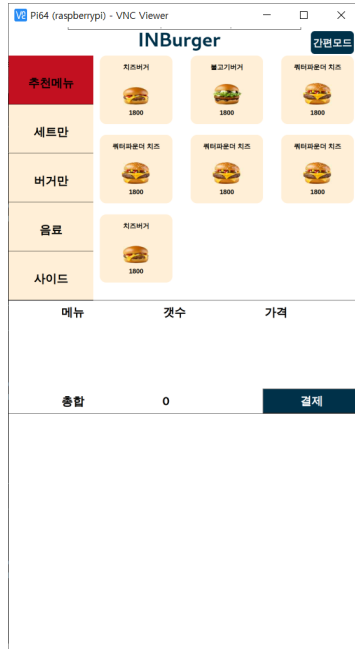 Pi64 (raspberrypi) - VNC Viewer
INBurger
간편모드
추천메뉴
세트만
버거만
음료
사이드
치즈버거
1800
불고기버거
1800
쿼터파운더 치즈
1800
쿼터파운더 치즈
1800
쿼터파운더 치즈
1800
쿼터파운더 치즈
1800
치즈버거
1800
메뉴 갯수 가격
총합 0 결제